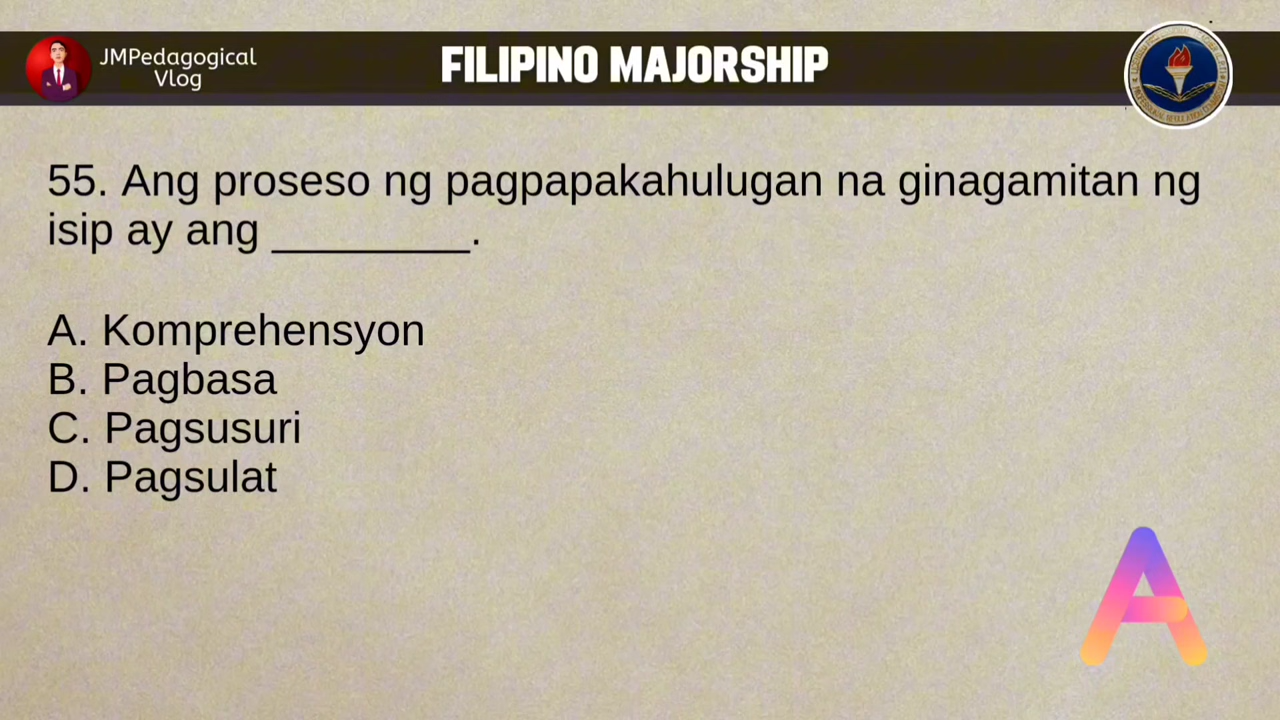 JMPedagogical
Vlog
FILIPINO MAJORSHIP
55. Ang proseso ng pagpapakahulugan na ginagamitan ng
isip ay ang _________.
A. Komprehensyon
B. Pagbasa
C. Pagsusuri
D. Pagsulat
A